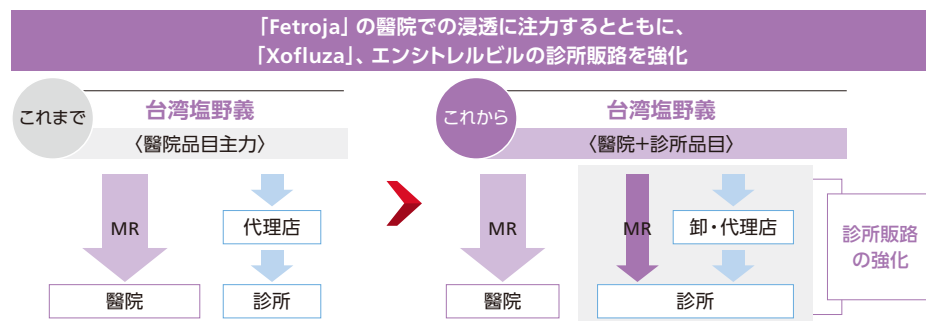 「Fetroja」の醫院での浸透に注力するとともに、
「Xofluza」、エンシトレルビルの診所販路を強化
これまで
台湾塩野義
〈醫院品目主力〉
MR
代理店
醫院
診所
これから
台湾塩野義
〈醫院+診所品目〉
MR
MR
卸・代理店
醫院
診所
診所販路
の強化